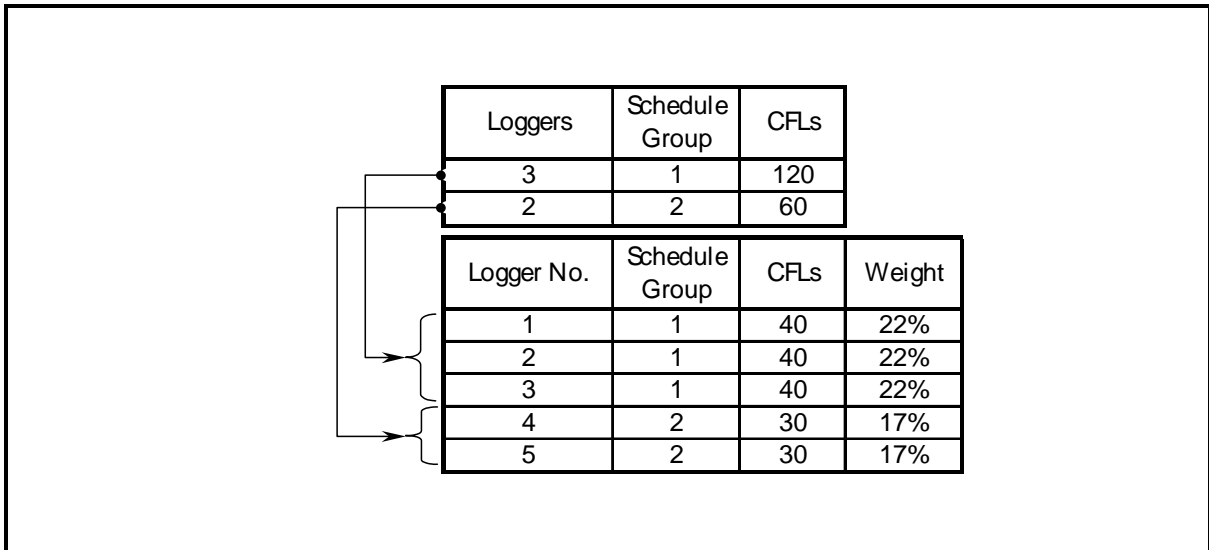 Loggers Schedule Group CFLs
3 1 120
2 2 60
Logger No. Schedule Group CFLs Weight
1 1 40 22%
2 1 40 22%
3 1 40 22%
4 2 30 17%
5 2 30 17%